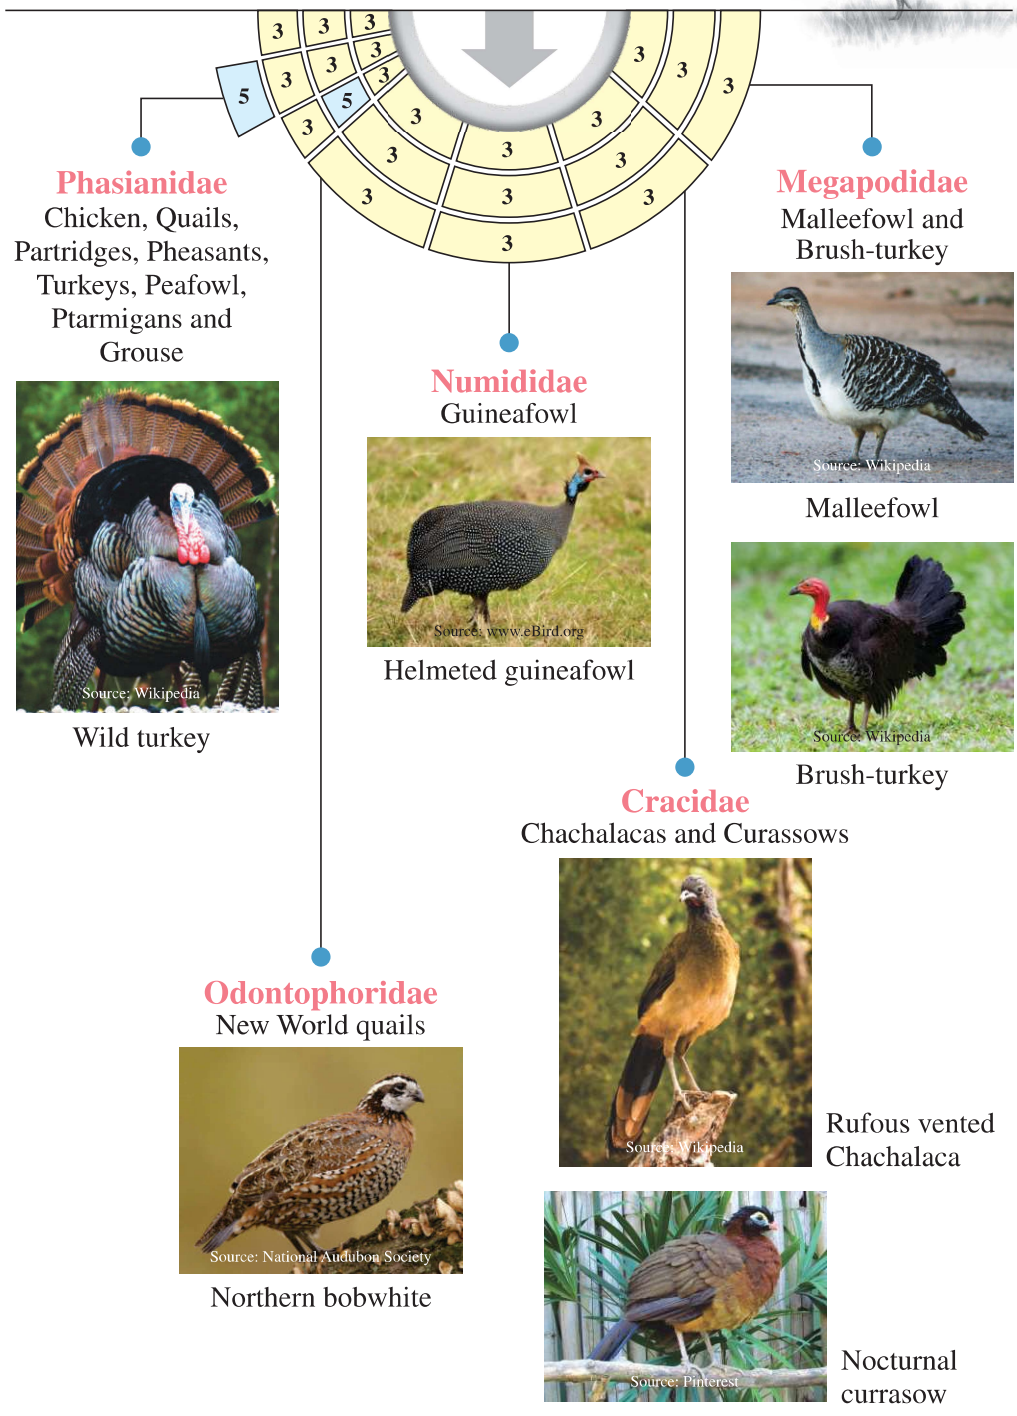 3 3 3
3
3 3 3
5 3 3 3
5
3 3 3
3 3 3
3 3
3 3 3
3
Phasianidae
Chicken, Quails,
Partridges, Pheasants,
Turkeys, Peafowl,
Ptarmigans and
Grouse
Source: Wikipedia
Wild turkey
Numididae
Guineafowl
Source: www.eBird.org
Helmeted guineafowl
Megapodidae
Malleefowl and
Brush-turkey
Source: Wikipedia
Malleefowl
Source: Wikipedia
Brush-turkey
Cracidae
Chachalacas and Curassows
Source: Wikipedia
Rufous vented
Chachalaca
Odontophoridae
New World quails
Source: National Audubon Society
Northern bobwhite
Source: Pinterest
Nocturnal
currasow